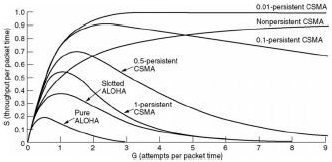 0.01-persistent CSMA
Nonpersistent CSMA
0.1-persistent CSMA
0.5-persistent
CSMA
Slotted
ALOHA
Pure
ALOHA
1-persistent
CSMA
S (throughput per packet time)
1.0
0.9
0.8
0.7
0.6
0.5
0.4
0.3
0.2
0.1
0
0 1 2 3 4 5 6 7 8 9
G (attempts per packet time)